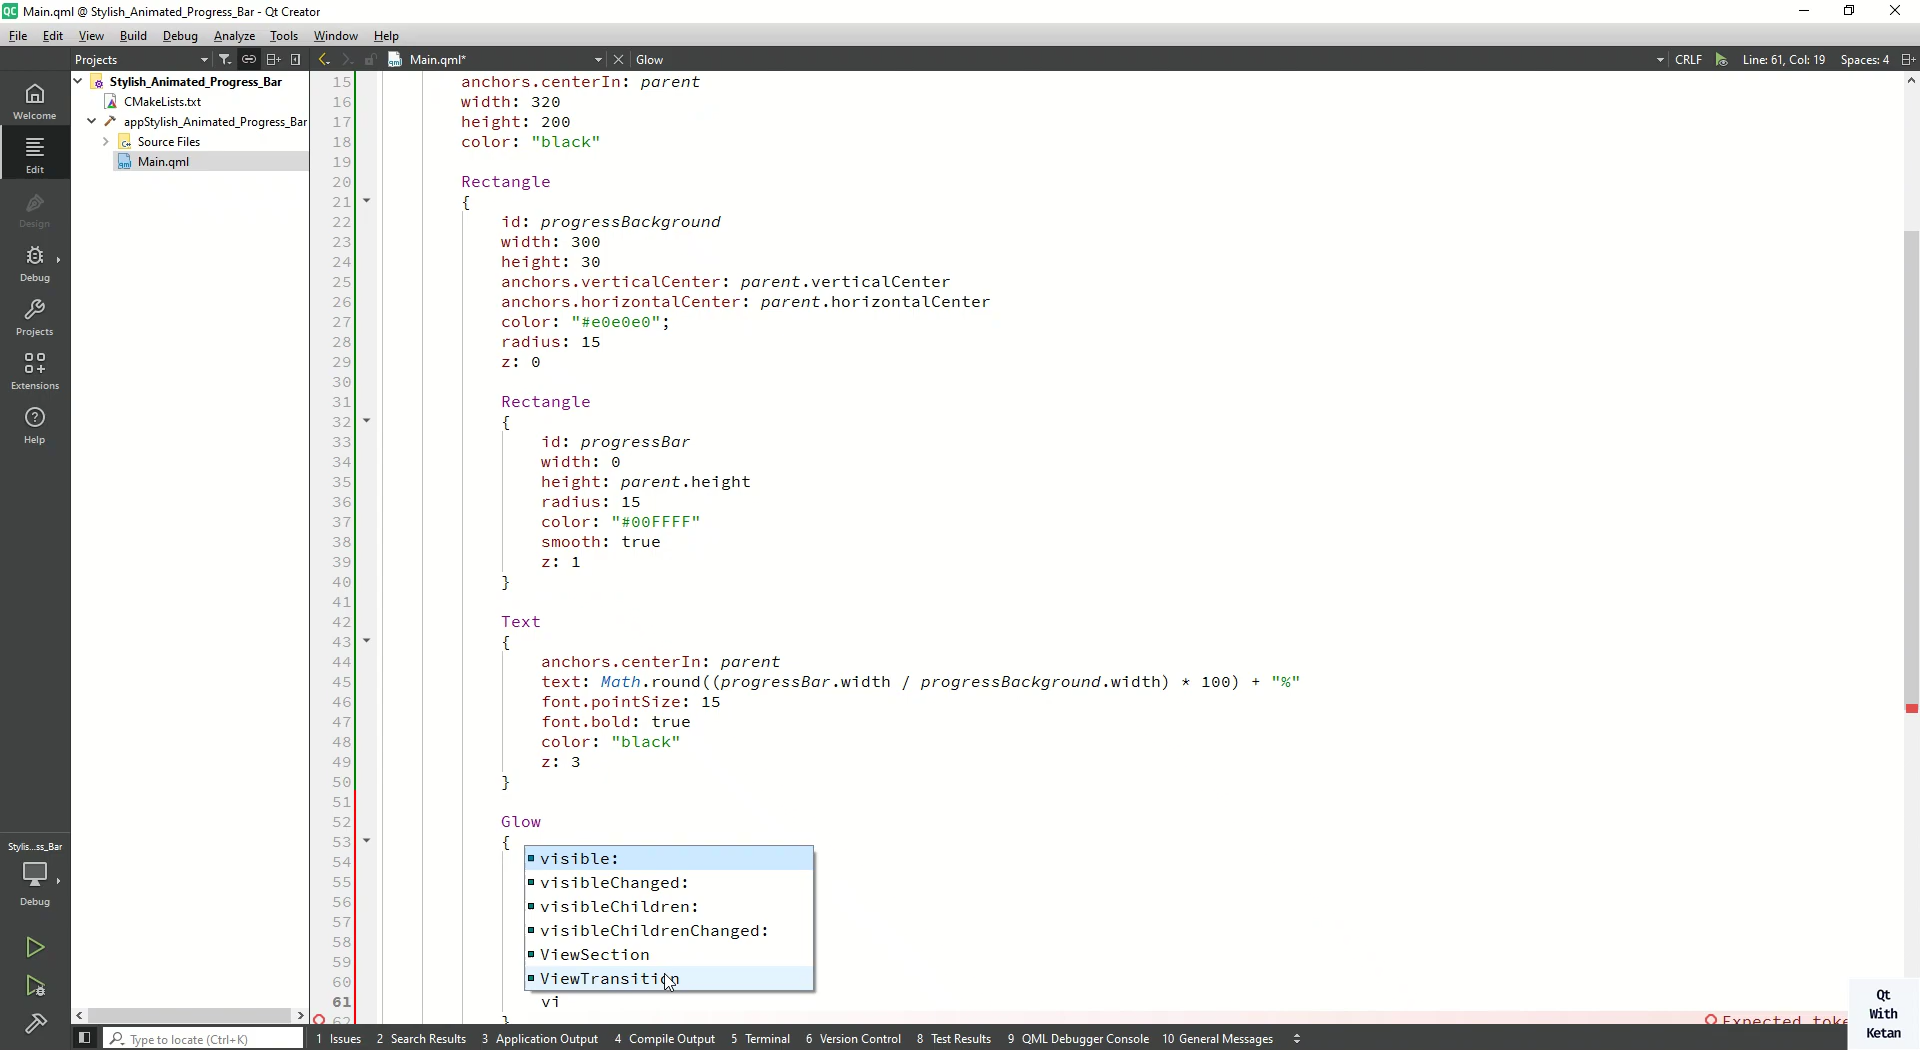 Main.qml @ Stylish_Animated_Progress_Bar - Qt Creator
File Edit View Build Debug Analyze Tools Window Help
Projects Main.qml* Glow CRLF Line: 61, Col: 19 Spaces: 4
Stylish_Animated_Progress_Bar
CMakeLists.txt
appStylish_Animated_Progress_Bar
Source Files
Main.qml
Welcome
Edit
Design
Debug
Projects
Extensions
Help
Stylis...ss_Bar
Debug
15 anchors.centerIn: parent
16 width: 320
17 height: 200
18 color: "black"
19
20 Rectangle
21 {
22 id: progressBackground
23 width: 300
24 height: 30
25 anchors.verticalCenter: parent.verticalCenter
26 anchors.horizontalCenter: parent.horizontalCenter
27 color: "#e0e0e0";
28 radius: 15
29 z: 0
30
31 Rectangle
32 {
33 id: progressBar
34 width: 0
35 height: parent.height
36 radius: 15
37 color: "#00FFFF"
38 smooth: true
39 z: 1
40 }
41
42 Text
43 {
44 anchors.centerIn: parent
45 text: Math.round((progressBar.width / progressBackground.width) * 100) + "%"
46 font.pointSize: 15
47 font.bold: true
48 color: "black"
49 z: 3
50 }
51
52 Glow
53 {
54 visible:
55 visibleChanged:
56 visibleChildren:
57
58 visibleChildrenChanged:
59 ViewSection
60 ViewTransition
61 vi
62 }
Expected toke
Qt
With
Ketan
Type to locate (Ctrl+K) 1 Issues 2 Search Results 3 Application Output 4 Compile Output 5 Terminal 6 Version Control 8 Test Results 9 QML Debugger Console 10 General Messages